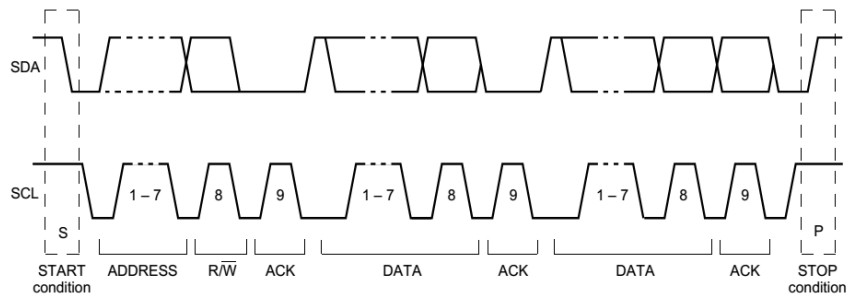 SDA
SCL
1 – 7
8
9
1 – 7
8
9
1 – 7
8
9
S
P
START
condition
ADDRESS
R/W̅
ACK
DATA
ACK
DATA
ACK
STOP
condition